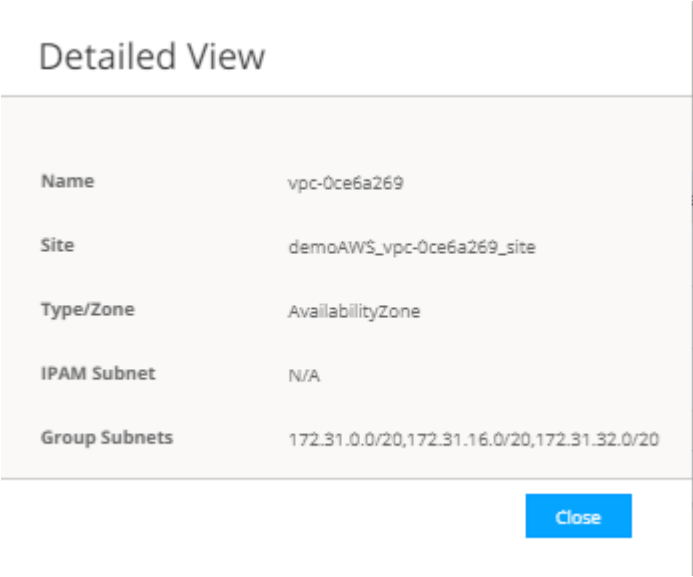 Detailed View
Name vpc-0ce6a269
Site demoAWS_vpc-0ce6a269_site
Type/Zone AvailabilityZone
IPAM Subnet N/A
Group Subnets 172.31.0.0/20,172.31.16.0/20,172.31.32.0/20
Close